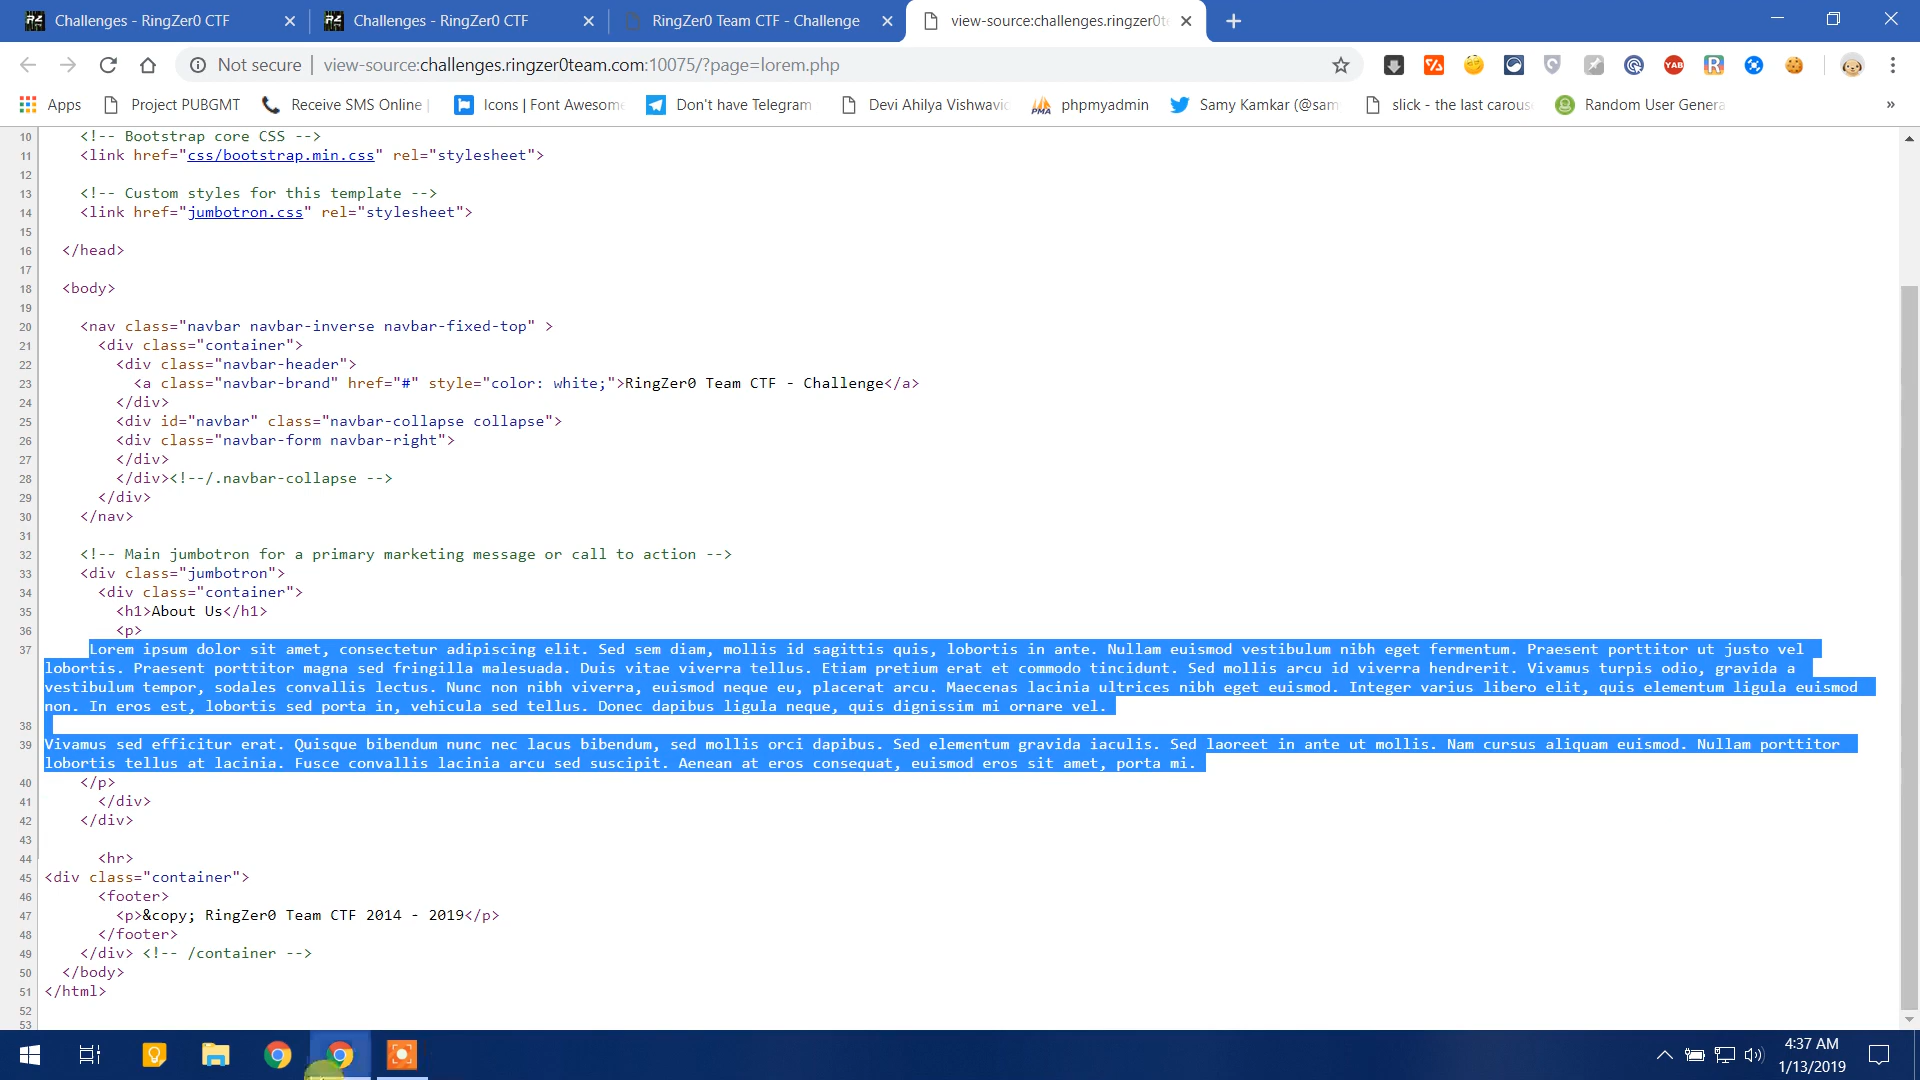 Challenges - RingZer0 CTF
Challenges - RingZer0 CTF
RingZer0 Team CTF - Challenge
view-source:challenges.ringzer0te
Not secure | view-source:challenges.ringzer0team.com:10075/?page=lorem.php
YAB
Apps
Project PUBGMT
Receive SMS Online |
Icons | Font Awesome
Don't have Telegram
Devi Ahilya Vishwavid
phpmyadmin
Samy Kamkar (@sam
slick - the last carous
Random User Genera
»
10 <!-- Bootstrap core CSS -->
11 <link href="css/bootstrap.min.css" rel="stylesheet">
12
13 <!-- Custom styles for this template -->
14 <link href="jumbotron.css" rel="stylesheet">
15
16 </head>
17
18 <body>
19
20 <nav class="navbar navbar-inverse navbar-fixed-top" >
21 <div class="container">
22 <div class="navbar-header">
23 <a class="navbar-brand" href="#" style="color: white;">RingZer0 Team CTF - Challenge</a>
24 </div>
25 <div id="navbar" class="navbar-collapse collapse">
26 <div class="navbar-form navbar-right">
27 </div>
28 </div><!--/.navbar-collapse -->
29 </div>
30 </nav>
31
32 <!-- Main jumbotron for a primary marketing message or call to action -->
33 <div class="jumbotron">
34 <div class="container">
35 <h1>About Us</h1>
36 <p>
37 Lorem ipsum dolor sit amet, consectetur adipiscing elit. Sed sem diam, mollis id sagittis quis, lobortis in ante. Nullam euismod vestibulum nibh eget fermentum. Praesent porttitor ut justo vel
lobortis. Praesent porttitor magna sed fringilla malesuada. Duis vitae viverra tellus. Etiam pretium erat et commodo tincidunt. Sed mollis arcu id viverra hendrerit. Vivamus turpis odio, gravida a
vestibulum tempor, sodales convallis lectus. Nunc non nibh viverra, euismod neque eu, placerat arcu. Maecenas lacinia ultrices nibh eget euismod. Integer varius libero elit, quis elementum ligula euismod
non. In eros est, lobortis sed porta in, vehicula sed tellus. Donec dapibus ligula neque, quis dignissim mi ornare vel.
38
39 Vivamus sed efficitur erat. Quisque bibendum nunc nec lacus bibendum, sed mollis orci dapibus. Sed elementum gravida iaculis. Sed laoreet in ante ut mollis. Nam cursus aliquam euismod. Nullam porttitor
lobortis tellus at lacinia. Fusce convallis lacinia arcu sed suscipit. Aenean at eros consequat, euismod eros sit amet, porta mi.
40 </p>
41 </div>
42 </div>
43
44 <hr>
45 <div class="container">
46 <footer>
47 <p>&copy; RingZer0 Team CTF 2014 - 2019</p>
48 </footer>
49 </div> <!-- /container -->
50 </body>
51 </html>
52
53
4:37 AM
1/13/2019